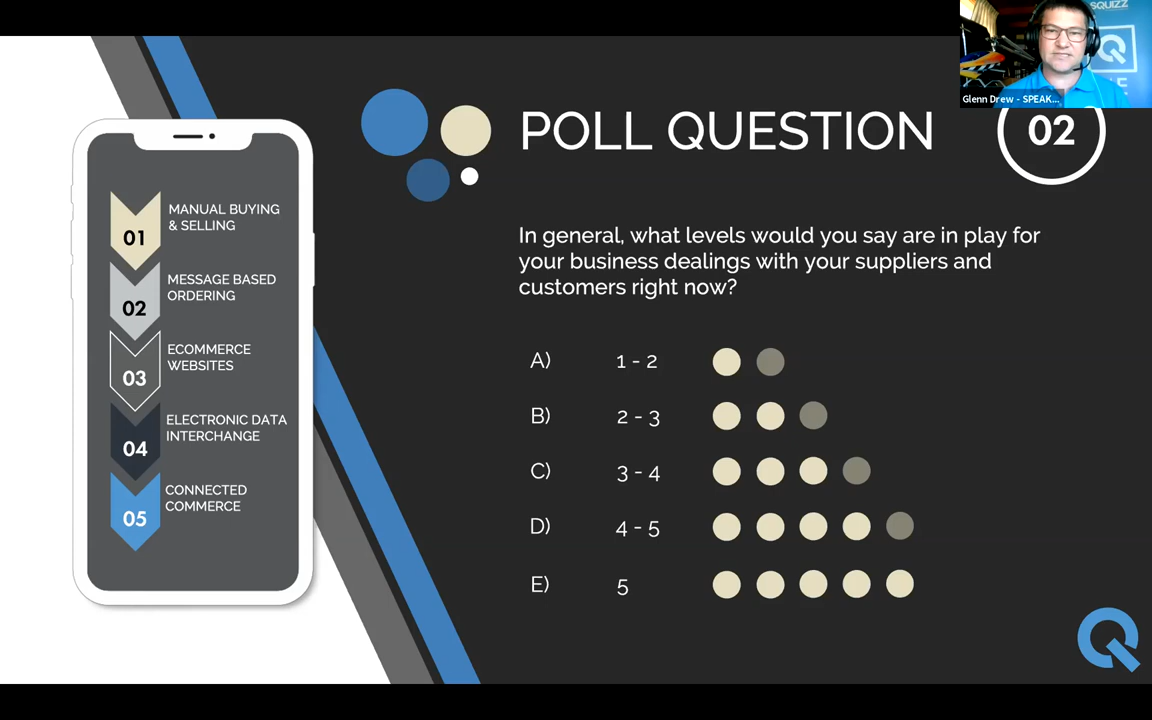 SQUIZZ
Glenn Drew - SPEAK...
POLL QUESTION
02
01
MANUAL BUYING
& SELLING
02
MESSAGE BASED
ORDERING
03
ECOMMERCE
WEBSITES
04
ELECTRONIC DATA
INTERCHANGE
05
CONNECTED
COMMERCE
In general, what levels would you say are in play for
your business dealings with your suppliers and
customers right now?
A) 1 - 2
B) 2 - 3
C) 3 - 4
D) 4 - 5
E) 5